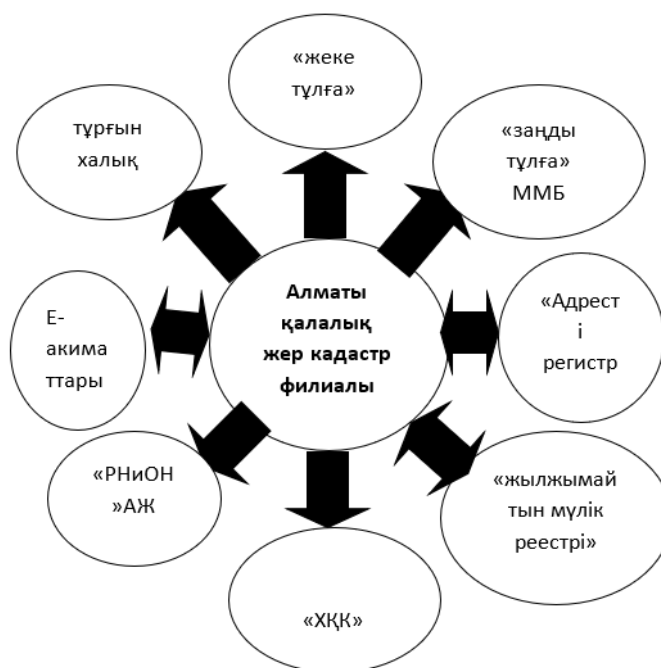 «жеке
тұлға»
тұрғын
халық
«заңды
тұлға»
ММБ
Алматы
қалалық
жер кадастр
филиалы
Е-
акима
ттары
«Адрест
і
регистр
«РНиОН
»АЖ
«жылжымай
тын мүлік
реестрі»
«ХҚК»